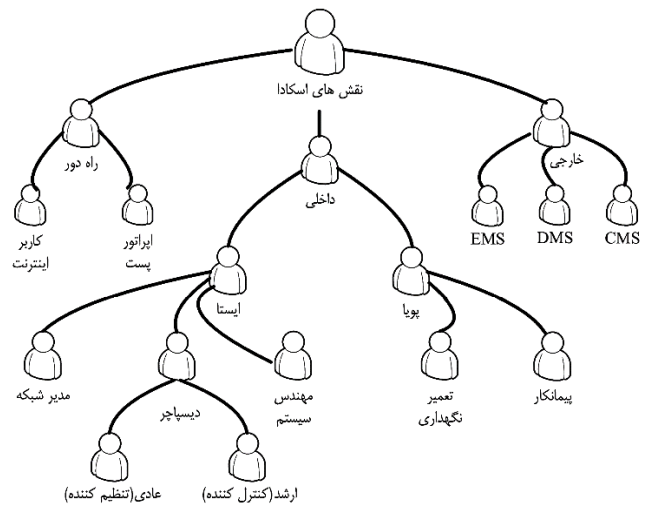 نقش های اسکادا
راه دور
داخلی
خارجی
کاربر
اینترنت
اپراتور
پست
EMS
DMS
CMS
ایستا
پویا
مدیر شبکه
دیسپاچر
مهندس
سیستم
تعمیر
نگهداری
پیمانکار
عادی(تنظیم کننده)
ارشد(کنترل کننده)